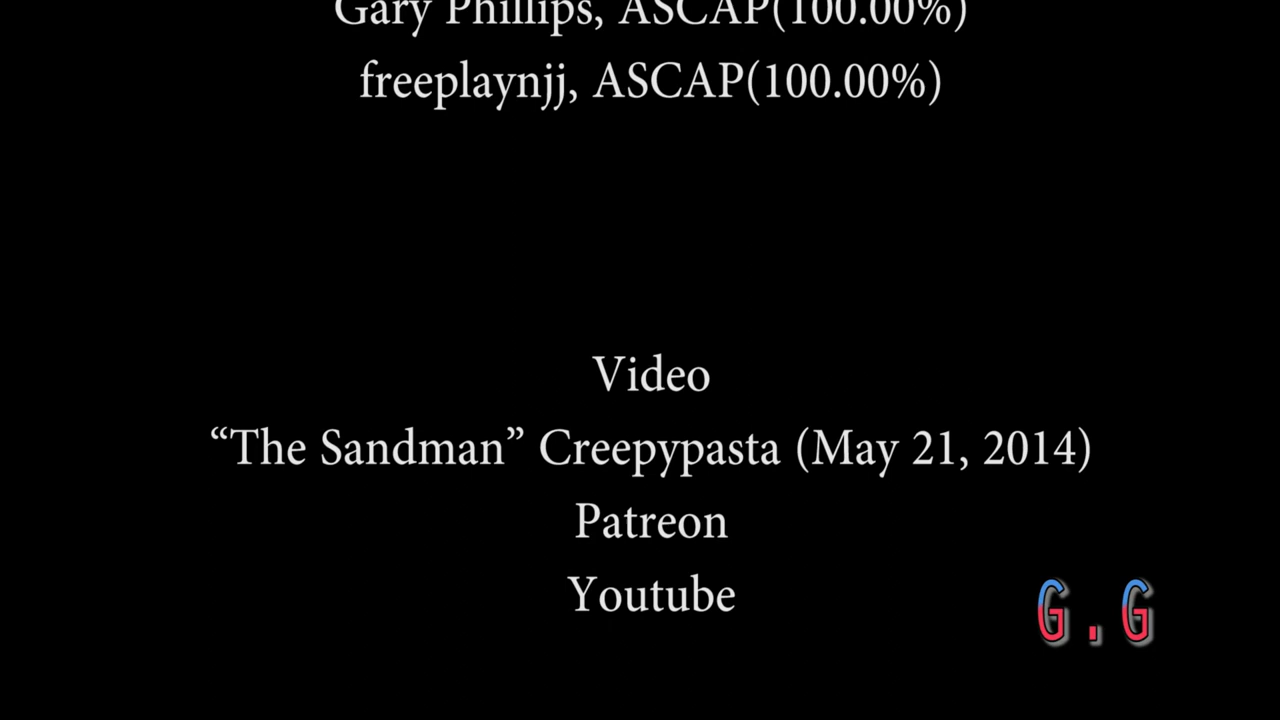 Gary Phillips, ASCAP(100.00%)
freeplaynjj, ASCAP(100.00%)
Video
“The Sandman” Creepypasta (May 21, 2014)
Patreon
Youtube
G.G